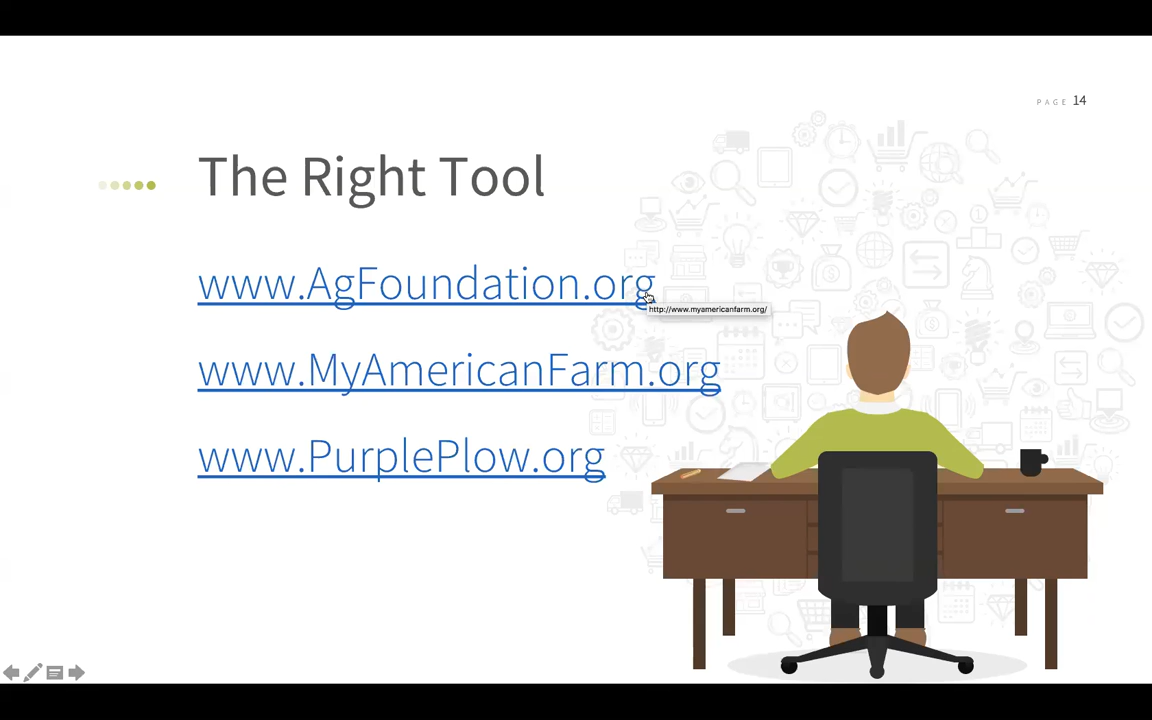 PAGE 14
The Right Tool
www.AgFoundation.org
http://www.myamericanfarm.org/
www.MyAmericanFarm.org
www.PurplePlow.org